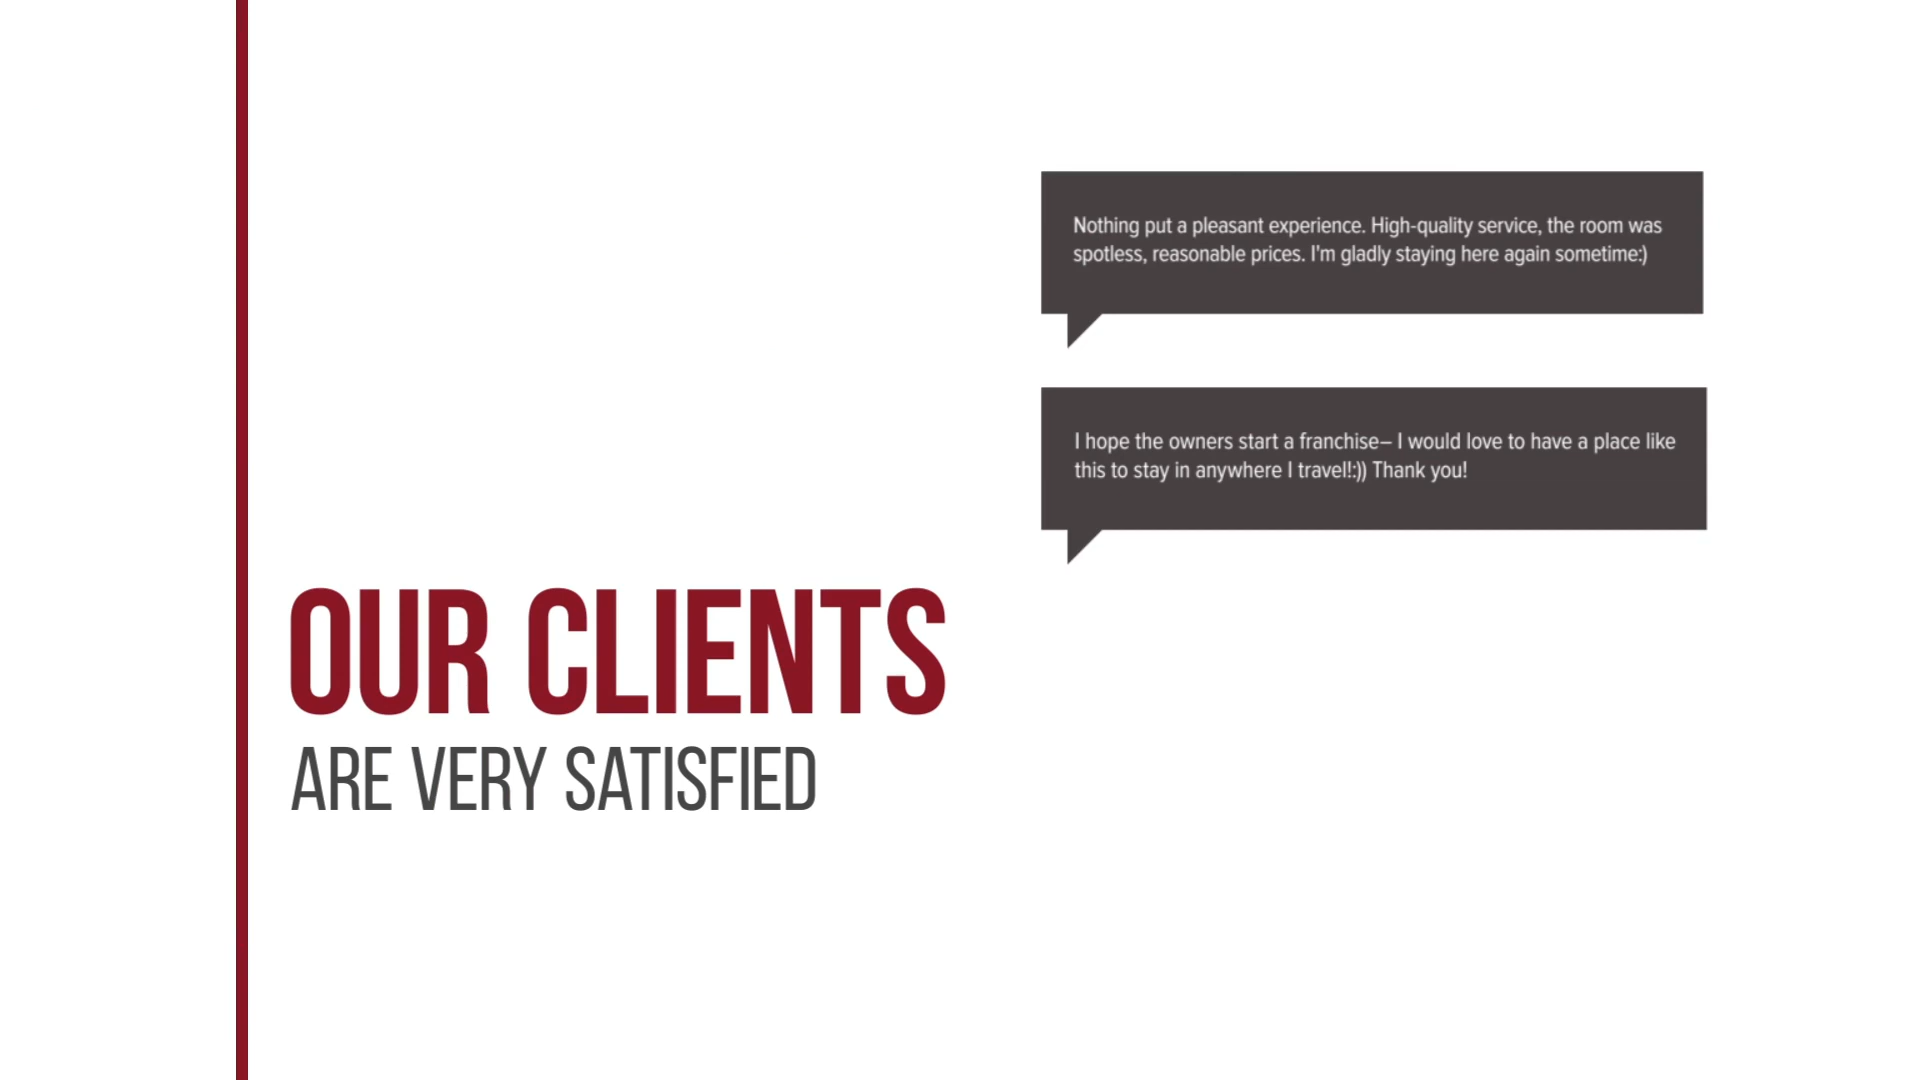 Nothing put a pleasant experience. High-quality service, the room was
spotless, reasonable prices. I'm gladly staying here again sometime:)
I hope the owners start a franchise– I would love to have a place like
this to stay in anywhere I travel!:)) Thank you!
OUR CLIENTS
ARE VERY SATISFIED